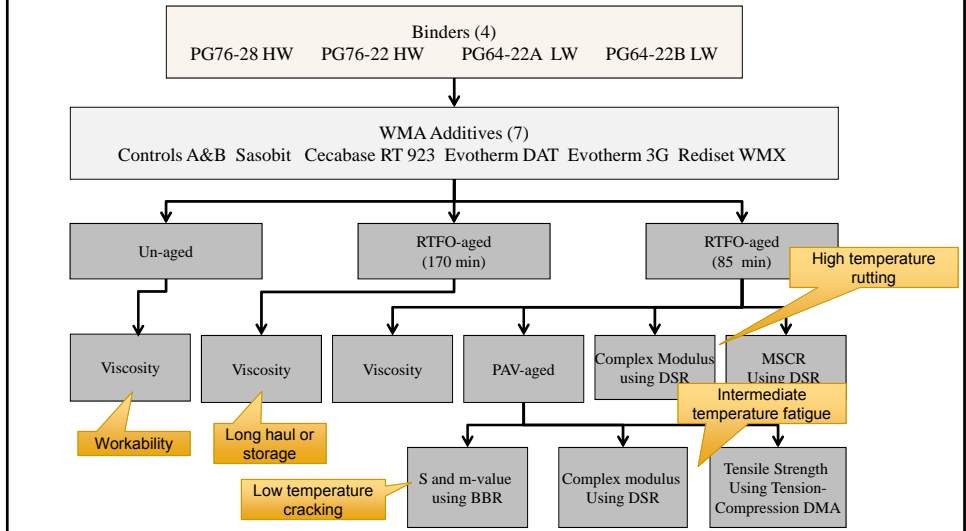 Binders (4)
PG76-28 HW PG76-22 HW PG64-22A LW PG64-22B LW
WMA Additives (7)
Controls A&B Sasobit Cecabase RT 923 Evotherm DAT Evotherm 3G Rediset WMX
Un-aged
RTFO-aged
(170 min)
RTFO-aged
(85 min)
High temperature
rutting
Viscosity
Viscosity
Viscosity
PAV-aged
Complex Modulus
using DSR
MSCR
Using DSR
Workability
Long haul or
storage
Intermediate
temperature fatigue
Low temperature
cracking
S and m-value
using BBR
Complex modulus
Using DSR
Tensile Strength
Using Tension-
Compression DMA